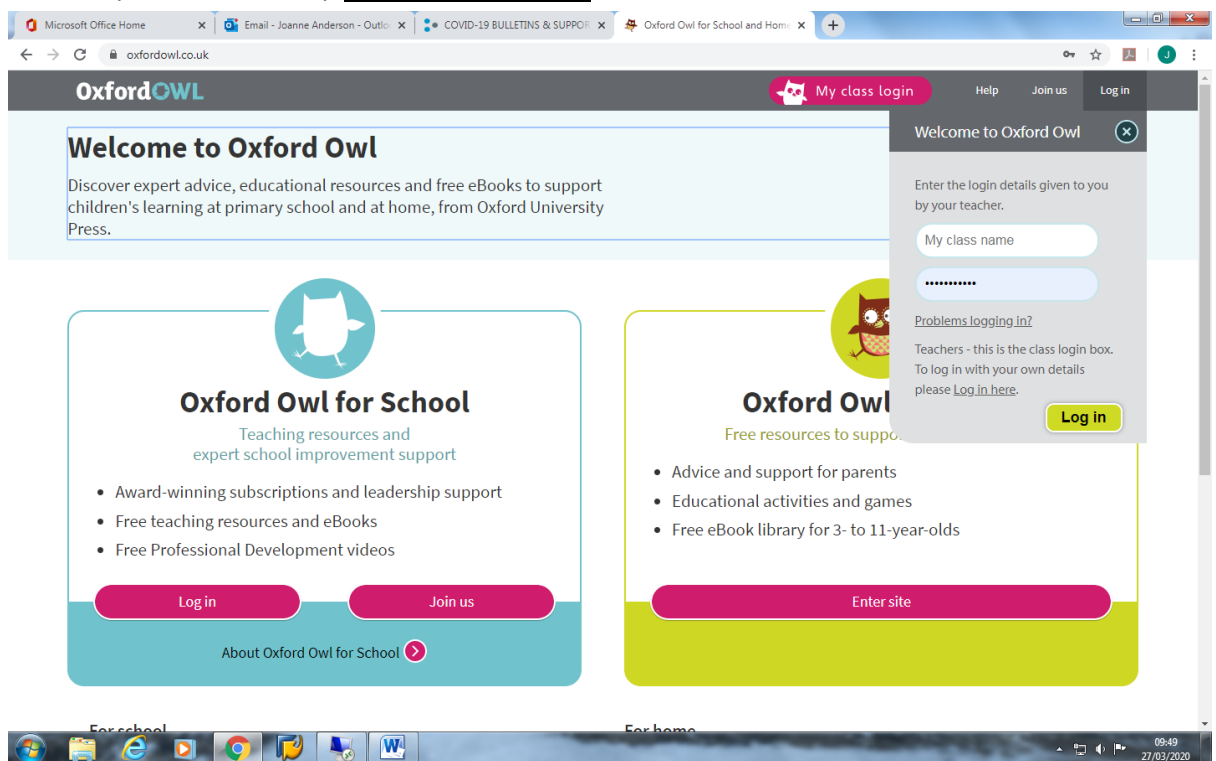 Microsoft Office Home
Email - Joanne Anderson - Outlo
COVID-19 BULLETINS & SUPPOR
Oxford Owl for School and Home
oxfordowl.co.uk
J
OxfordOWL
My class login
Help
Join us
Log in
Welcome to Oxford Owl
Discover expert advice, educational resources and free eBooks to support
children's learning at primary school and at home, from Oxford University
Press.
Welcome to Oxford Owl
Enter the login details given to you
by your teacher.
My class name
•••••••••••
Problems logging in?
Teachers - this is the class login box.
To log in with your own details
please Log in here.
Log in
Oxford Owl for School
Teaching resources and
expert school improvement support
• Award-winning subscriptions and leadership support
• Free teaching resources and eBooks
• Free Professional Development videos
Log in
Join us
About Oxford Owl for School
Oxford Owl
Free resources to suppo
• Advice and support for parents
• Educational activities and games
• Free eBook library for 3- to 11-year-olds
Enter site
For school
For home
09:49
27/03/2020